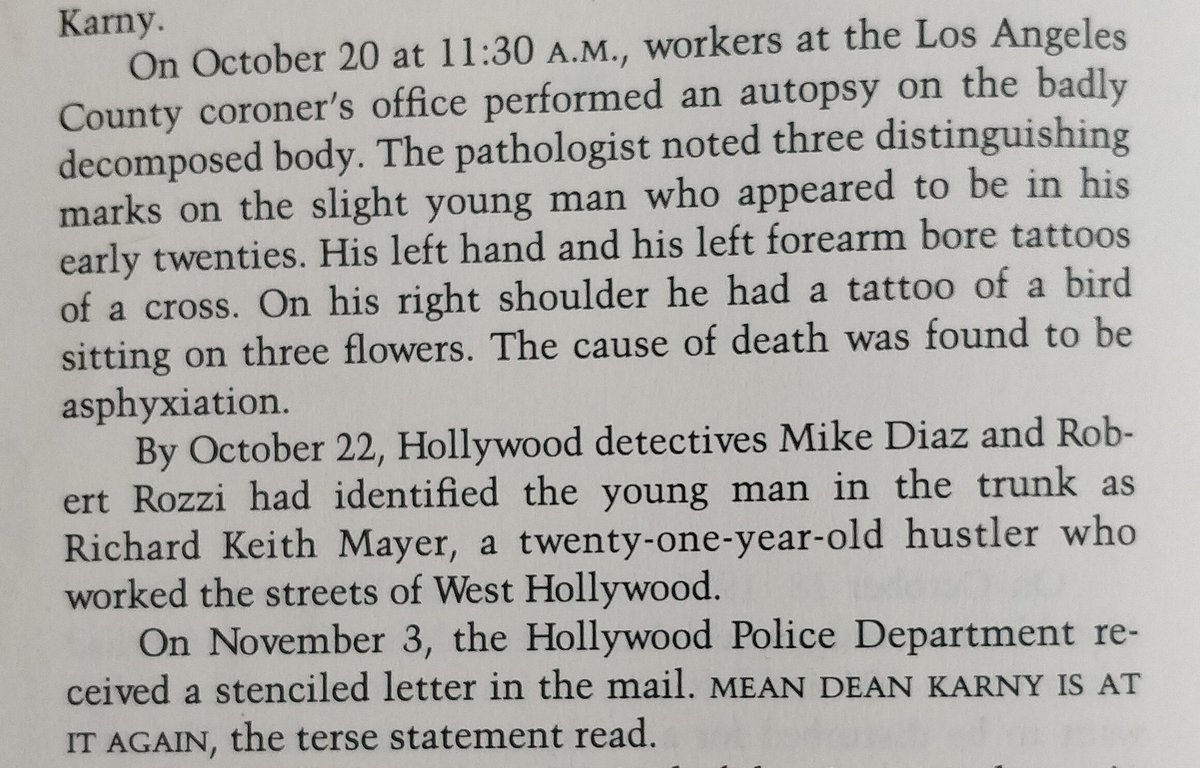 Karny.
On October 20 at 11:30 A.M., workers at the Los Angeles
County coroner's office performed an autopsy on the badly
decomposed body. The pathologist noted three distinguishing
marks on the slight young man who appeared to be in his
early twenties. His left hand and his left forearm bore tattoos
of a cross. On his right shoulder he had a tattoo of a bird
sitting on three flowers. The cause of death was found to be
asphyxiation.
By October 22, Hollywood detectives Mike Diaz and Rob-
ert Rozzi had identified the young man in the trunk as
Richard Keith Mayer, a twenty-one-year-old hustler who
worked the streets of West Hollywood.
On November 3, the Hollywood Police Department re-
ceived a stenciled letter in the mail. MEAN DEAN KARNY IS AT
IT AGAIN, the terse statement read.